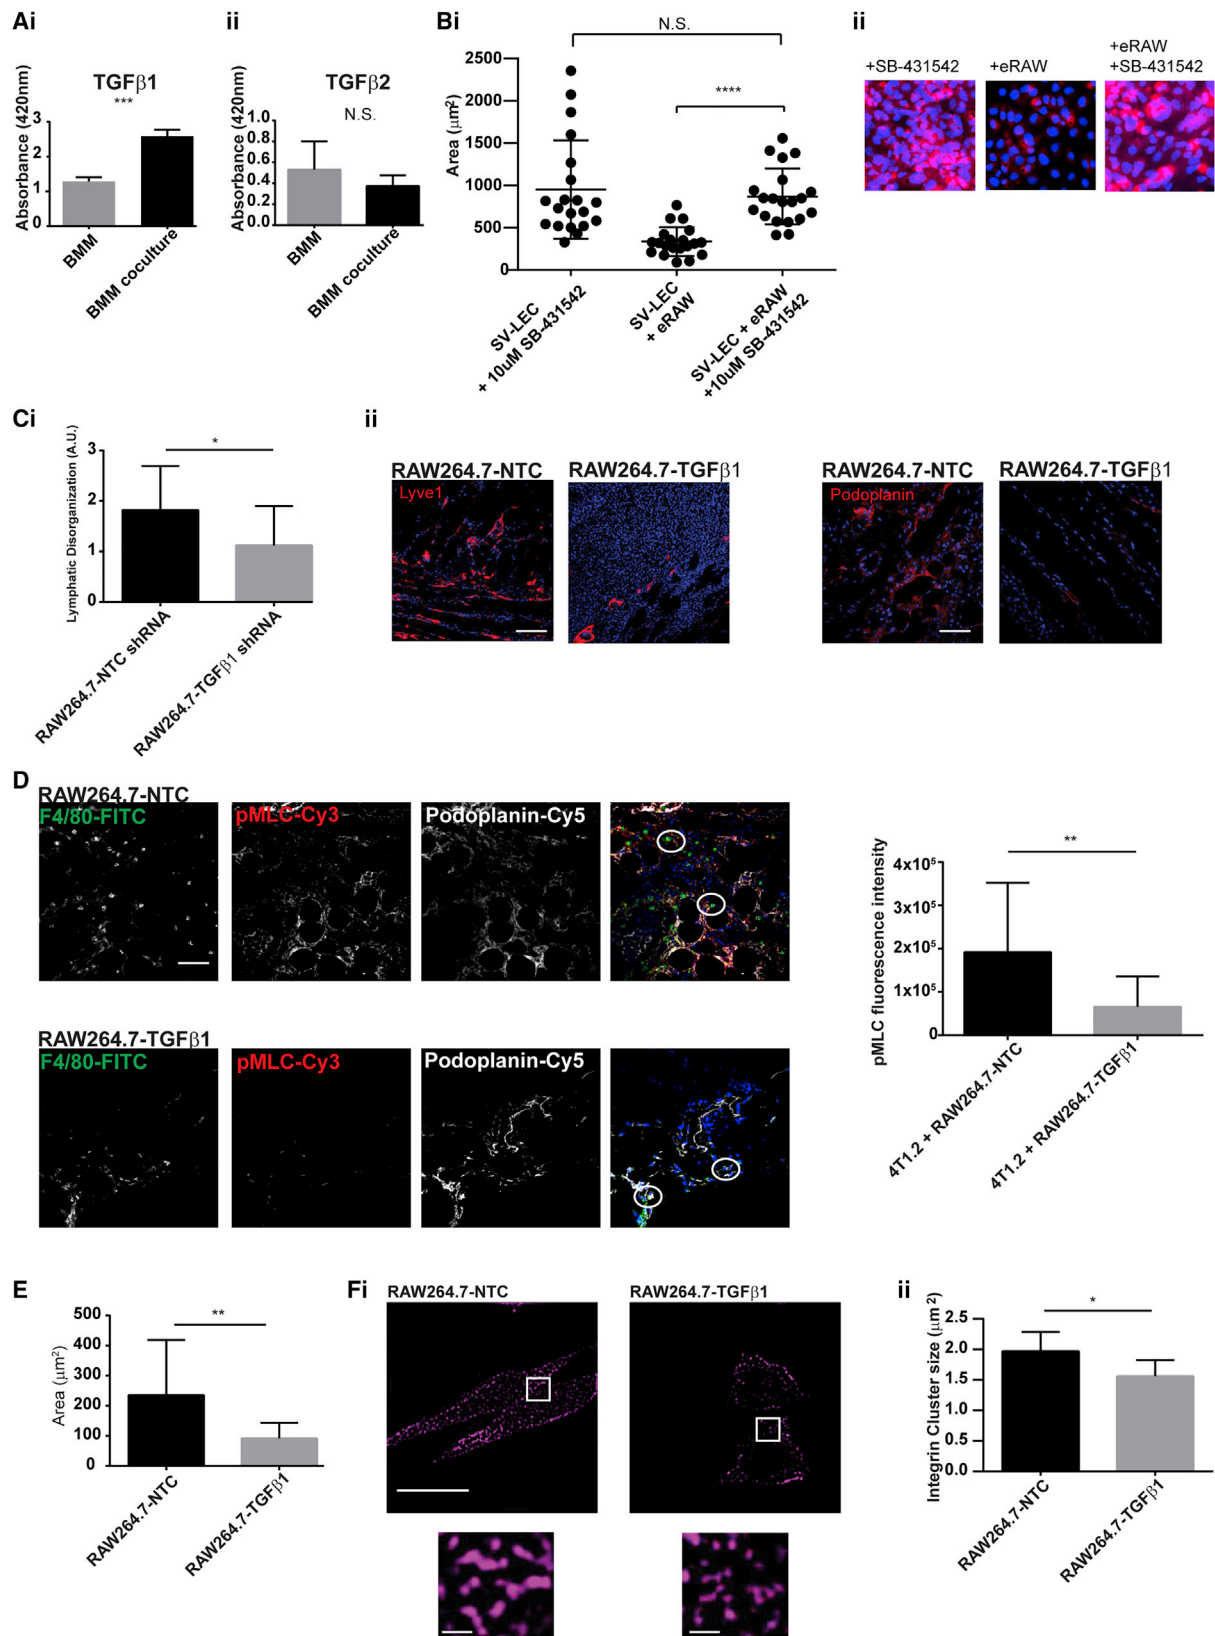 Ai
TGFβ1
***
Absorbance (420nm)
3
2
1
0
BMM
BMM coculture
ii
TGFβ2
N.S.
Absorbance (420nm)
1.0
0.8
0.6
0.4
0.2
0.0
BMM
BMM coculture
Bi
N.S.
****
Area (μm²)
2500
2000
1500
1000
500
0
SV-LEC
+ 10uM SB-431542
SV-LEC
+ eRAW
SV-LEC + eRAW
+10uM SB-431542
ii
+SB-431542
+eRAW
+eRAW
+SB-431542
Ci
Lymphatic Disorganization (A.U.)
3
2
1
0
*
RAW264.7-NTC shRNA
RAW264.7-TGFβ1 shRNA
ii
RAW264.7-NTC
Lyve1
RAW264.7-TGFβ1
RAW264.7-NTC
Podoplanin
RAW264.7-TGFβ1
D
RAW264.7-NTC
F4/80-FITC
pMLC-Cy3
Podoplanin-Cy5
RAW264.7-TGFβ1
F4/80-FITC
pMLC-Cy3
Podoplanin-Cy5
pMLC fluorescence intensity
**
4x10⁵
3x10⁵
2x10⁵
1x10⁵
0
4T1.2 + RAW264.7-NTC
4T1.2 + RAW264.7-TGFβ1
E
Area (μm²)
500
400
300
200
100
0
**
RAW264.7-NTC
RAW264.7-TGFβ1
Fi
RAW264.7-NTC
RAW264.7-TGFβ1
ii
Integrin Cluster size (μm²)
2.5
2.0
1.5
1.0
0.5
0.0
*
RAW264.7-NTC
RAW264.7-TGFβ1